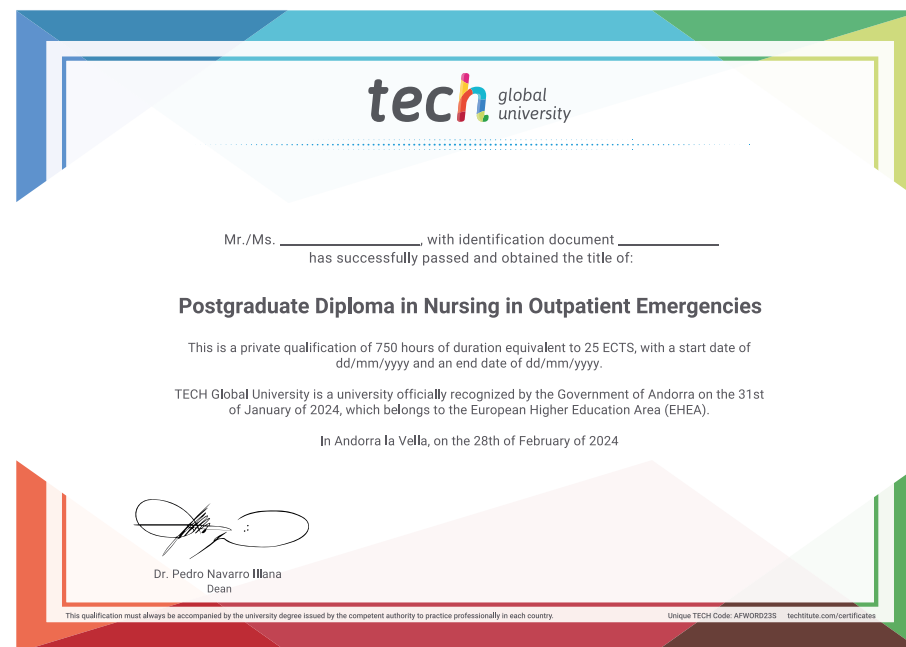 tech global university
Mr./Ms. ____________________, with identification document ______________
has successfully passed and obtained the title of:
Postgraduate Diploma in Nursing in Outpatient Emergencies
This is a private qualification of 750 hours of duration equivalent to 25 ECTS, with a start date of
dd/mm/yyyy and an end date of dd/mm/yyyy.
TECH Global University is a university officially recognized by the Government of Andorra on the 31st
of January of 2024, which belongs to the European Higher Education Area (EHEA).
In Andorra la Vella, on the 28th of February of 2024
Dr. Pedro Navarro Illana
Dean
This qualification must always be accompanied by the university degree issued by the competent authority to practice professionally in each country.
Unique TECH Code: AFWORD23S techtitute.com/certificates